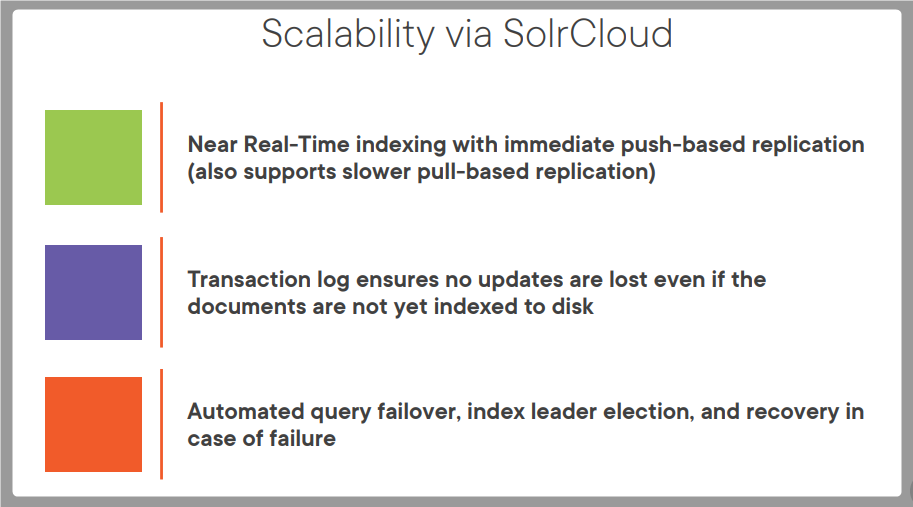 Scalability via SolrCloud
Near Real-Time indexing with immediate push-based replication
(also supports slower pull-based replication)
Transaction log ensures no updates are lost even if the
documents are not yet indexed to disk
Automated query failover, index leader election, and recovery in
case of failure